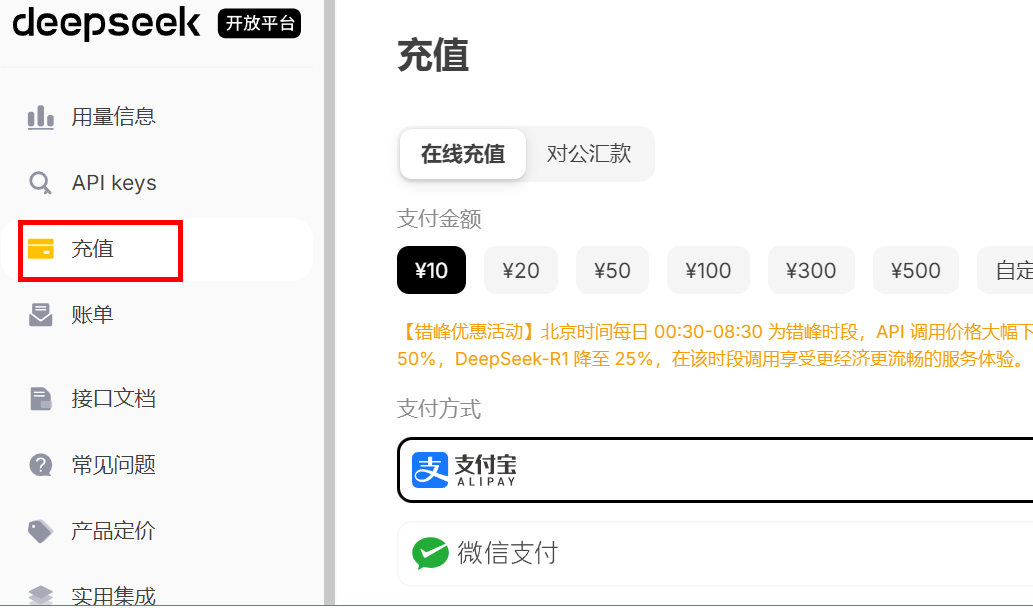 deepseek 开放平台
用量信息
API keys
充值
账单
接口文档
常见问题
产品定价
实用集成
充值
在线充值 对公汇款
支付金额
¥10 ¥20 ¥50 ¥100 ¥300 ¥500 自定
【错峰优惠活动】北京时间每日 00:30-08:30 为错峰时段，API 调用价格大幅下
50%，DeepSeek-R1 降至 25%，在该时段调用享受更经济更流畅的服务体验。
支付方式
支 支付宝
ALIPAY
微信支付